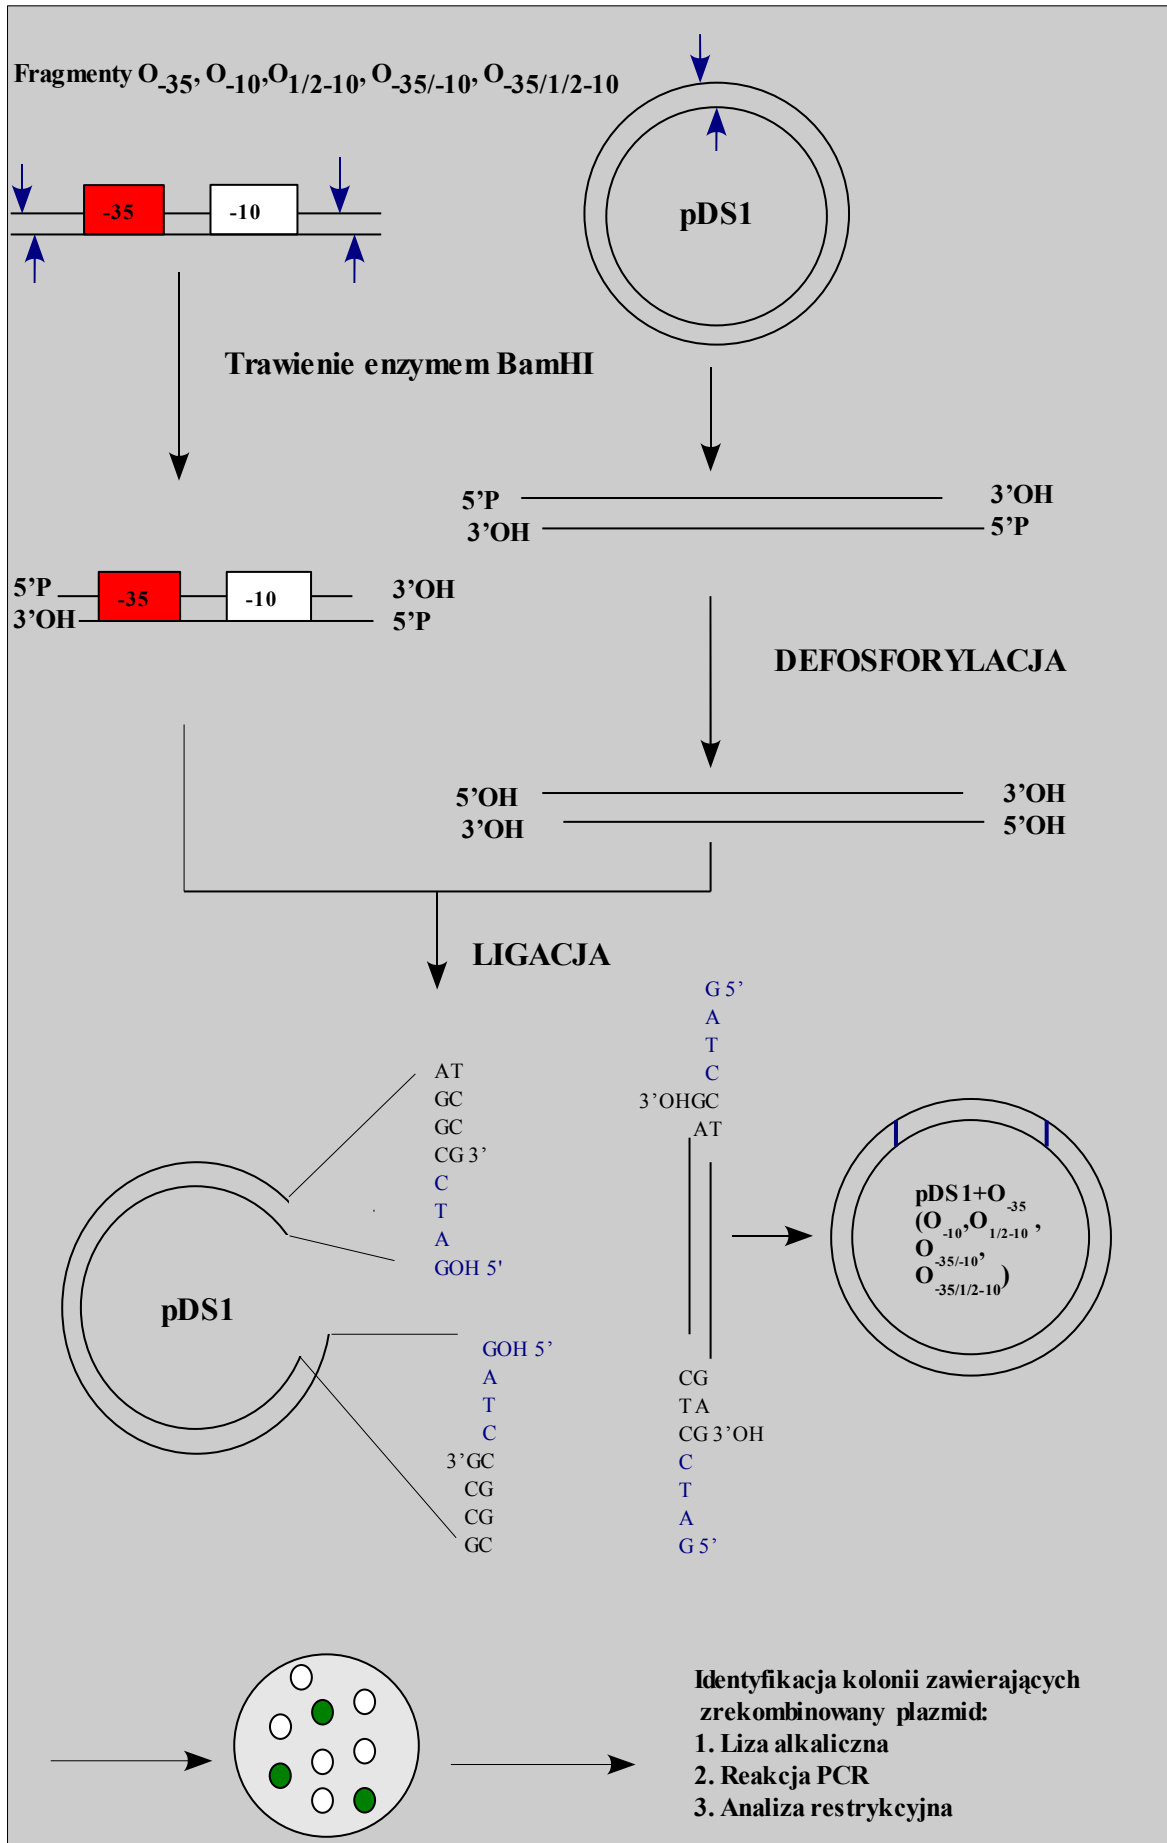 Fragmenty O-35, O-10,O1/2-10, O-35/-10, O-35/1/2-10
-35
-10
pDS1
Trawienie enzymem BamHI
5'P
3'OH
3'OH
5'P
5'P
3'OH
-35
-10
3'OH
5'P
DEFOSFORYLACJA
5'OH
3'OH
3'OH
5'OH
LIGACJA
G 5'
A
T
C
3'OHGC
AT
AT
GC
GC
CG 3'
C
T
A
GOH 5'
pDS1
GOH 5'
A
T
C
3'GC
CG
CG
GC
CG
TA
CG 3'OH
C
T
A
G 5'
pDS1+O-35
(O-10,O1/2-10 ,
O-35/-10,
O-35/1/2-10)
Identyfikacja kolonii zawierających
zrekombinowany plazmid:
1. Liza alkaliczna
2. Reakcja PCR
3. Analiza restrykcyjna